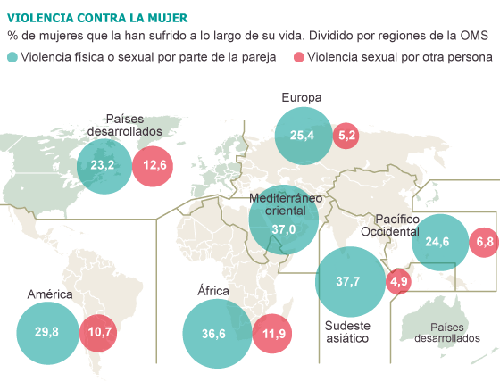 VIOLENCIA CONTRA LA MUJER
% de mujeres que la han sufrido a lo largo de su vida. Dividido por regiones de la OMS
Violencia física o sexual por parte de la pareja
Violencia sexual por otra persona
Europa
25,4
5,2
Países
desarrollados
23,2
12,6
Mediterráneo
oriental
37,0
Pacífico
Occidental
24,6
6,8
América
29,8
10,7
África
36,6
11,9
37,7
4,9
Sudeste
asiático
Países
desarrollados